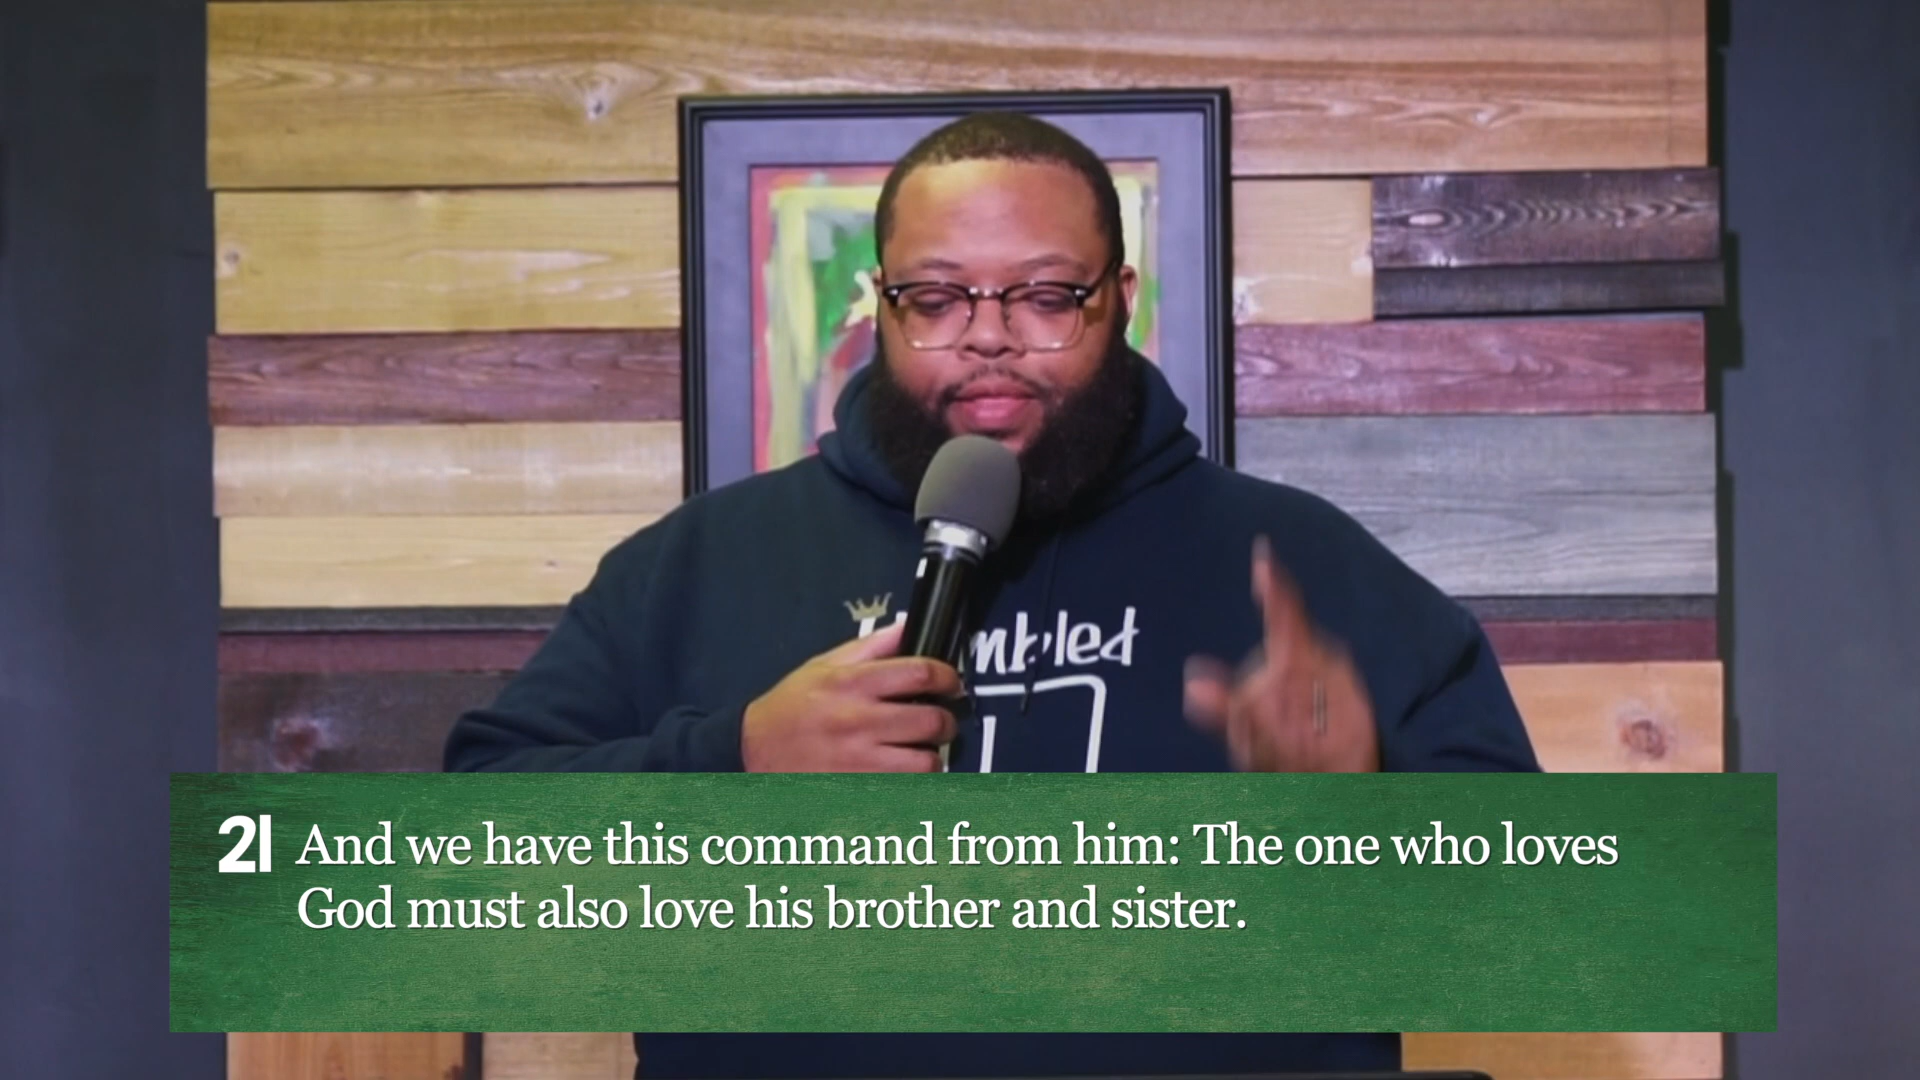 21 And we have this command from him: The one who loves
God must also love his brother and sister.